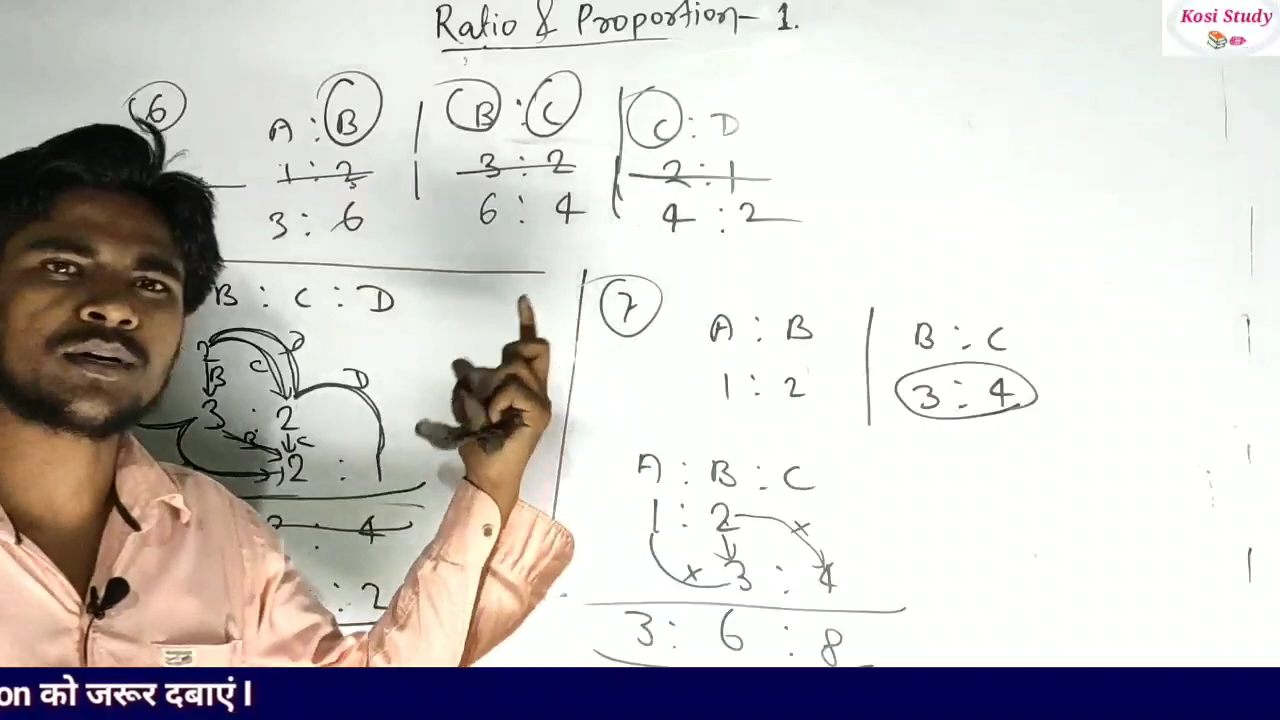 Ratio & Proportion - 1.
Kosi Study
6
A : B | B : C | C : D
1 : 2 3 : 2 2 : 1
3 : 6 6 : 4 4 : 2
B : C : D
3 : 2
: 4
: 2
7
A : B | B : C
1 : 2 3 : 4
A : B : C
1 : 2
3 : 4
3 : 6 : 8
on को जरूर दबाएं l